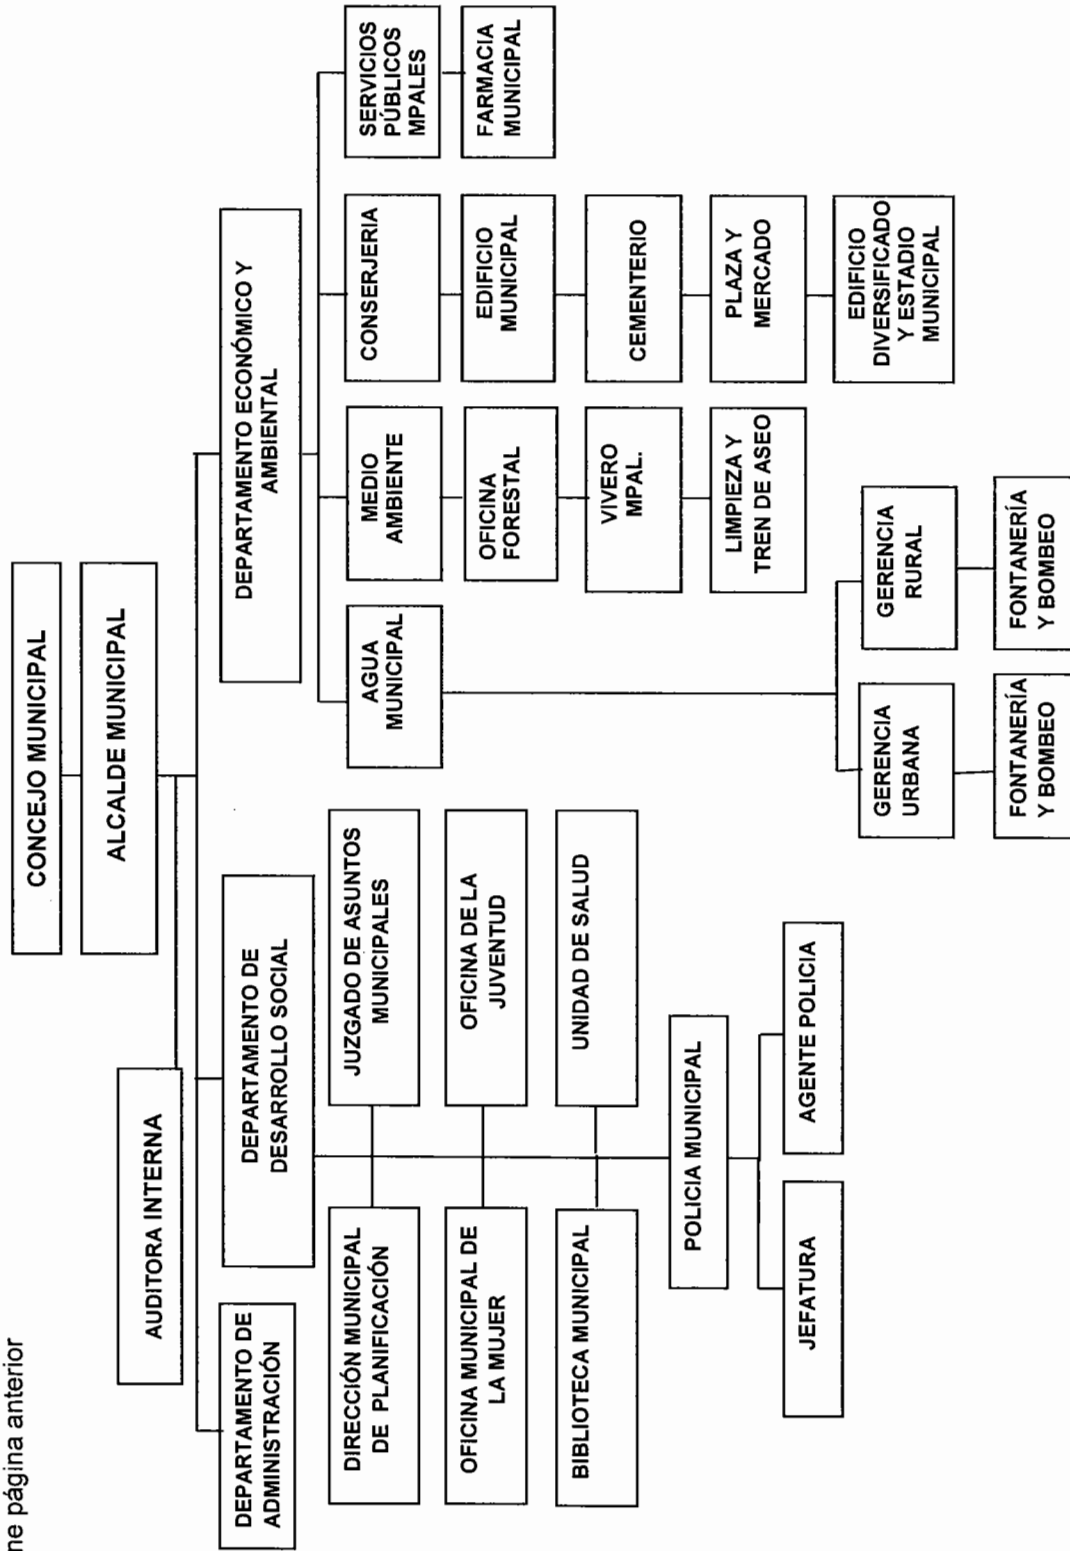 ne página anterior
CONCEJO MUNICIPAL
ALCALDE MUNICIPAL
AUDITORA INTERNA
DEPARTAMENTO DE
ADMINISTRACIÓN
DEPARTAMENTO DE
DESARROLLO SOCIAL
DEPARTAMENTO ECONÓMICO Y
AMBIENTAL
DIRECCIÓN MUNICIPAL
DE PLANIFICACIÓN
JUZGADO DE ASUNTOS
MUNICIPALES
OFICINA MUNICIPAL DE
LA MUJER
OFICINA DE LA
JUVENTUD
BIBLIOTECA MUNICIPAL
UNIDAD DE SALUD
POLICIA MUNICIPAL
JEFATURA
AGENTE POLICIA
AGUA
MUNICIPAL
MEDIO
AMBIENTE
CONSERJERIA
SERVICIOS
PÚBLICOS
MPALES
OFICINA
FORESTAL
EDIFICIO
MUNICIPAL
FARMACIA
MUNICIPAL
VIVERO
MPAL.
CEMENTERIO
LIMPIEZA Y
TREN DE ASEO
PLAZA Y
MERCADO
EDIFICIO
DIVERSIFICADO
Y ESTADIO
MUNICIPAL
GERENCIA
URBANA
GERENCIA
RURAL
FONTANERÍA
Y BOMBEO
FONTANERÍA
Y BOMBEO